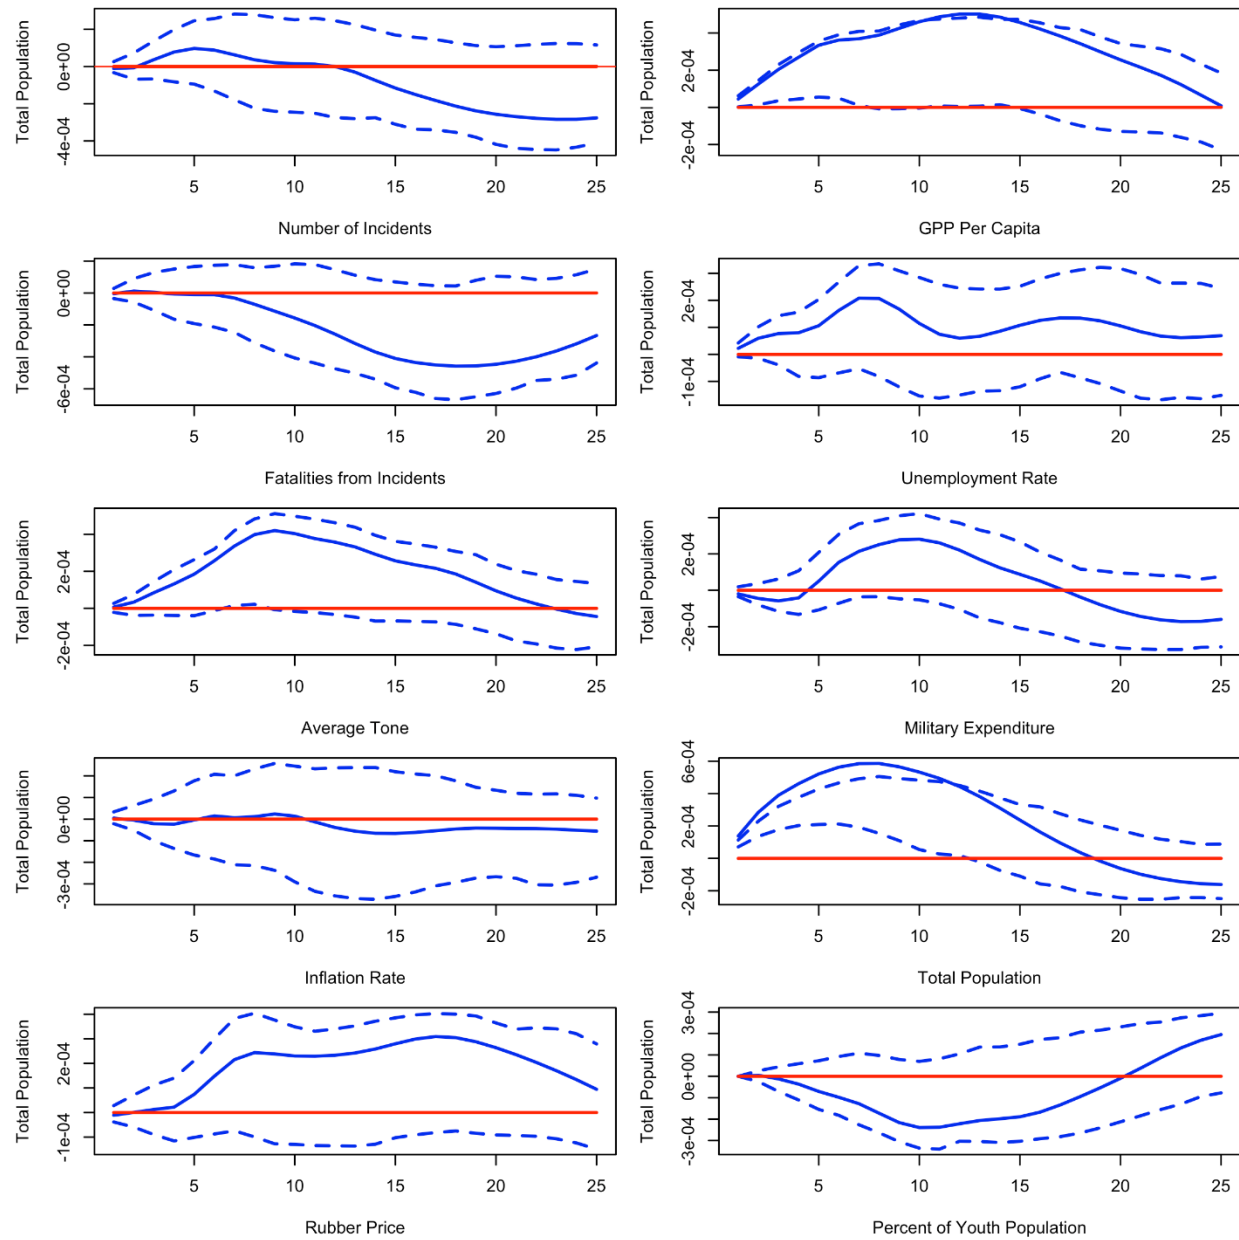 Total Population
0e+00
-4e-04
5 10 15 20 25
Number of Incidents
Total Population
2e-04
-2e-04
5 10 15 20 25
GPP Per Capita
Total Population
0e+00
-6e-04
5 10 15 20 25
Fatalities from Incidents
Total Population
2e-04
-1e-04
5 10 15 20 25
Unemployment Rate
Total Population
2e-04
-2e-04
5 10 15 20 25
Average Tone
Total Population
2e-04
-2e-04
5 10 15 20 25
Military Expenditure
Total Population
0e+00
-3e-04
5 10 15 20 25
Inflation Rate
Total Population
6e-04
2e-04
-2e-04
5 10 15 20 25
Total Population
Total Population
2e-04
-1e-04
5 10 15 20 25
Rubber Price
Total Population
3e-04
0e+00
-3e-04
5 10 15 20 25
Percent of Youth Population